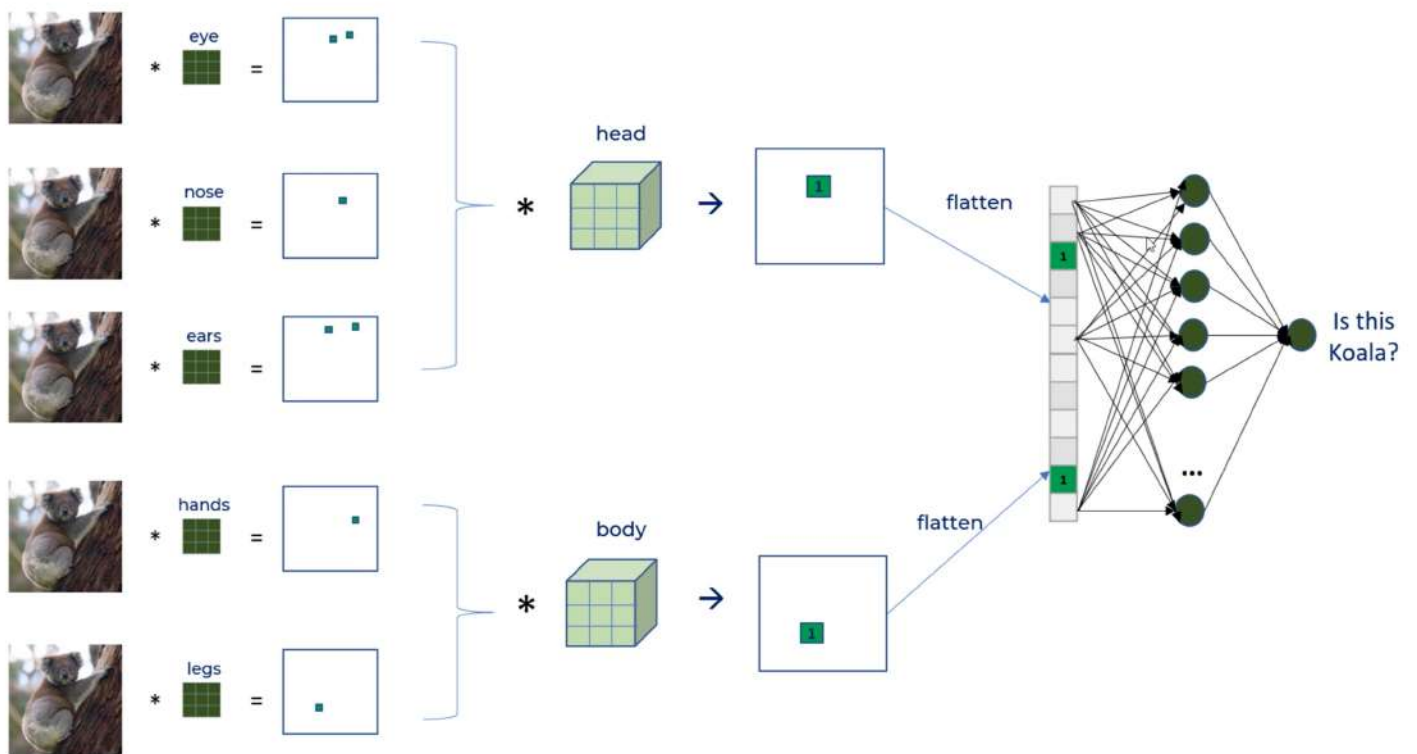 eye
* =
nose
* =
ears
* =
hands
* =
legs
* =
* head → 1
* body → 1
flatten
flatten
1
1
...
Is this
Koala?